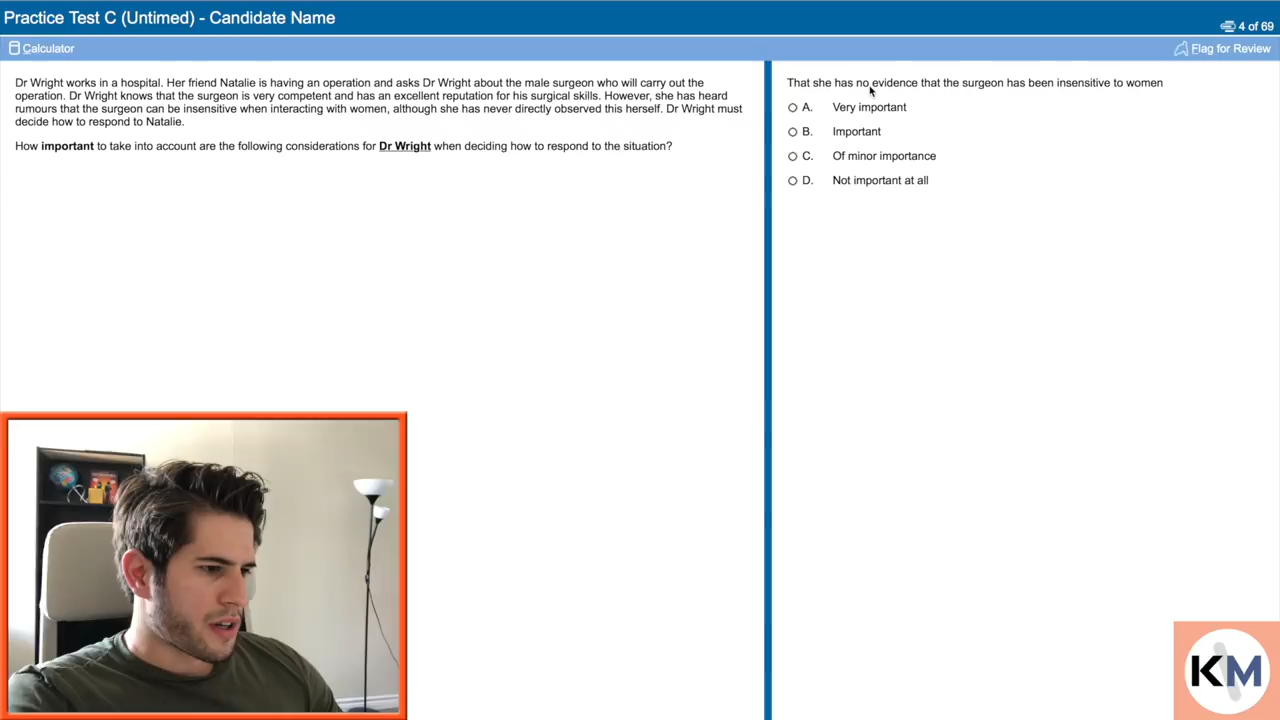 Practice Test C (Untimed) - Candidate Name
4 of 69
Calculator
Flag for Review
Dr Wright works in a hospital. Her friend Natalie is having an operation and asks Dr Wright about the male surgeon who will carry out the
operation. Dr Wright knows that the surgeon is very competent and has an excellent reputation for his surgical skills. However, she has heard
rumours that the surgeon can be insensitive when interacting with women, although she has never directly observed this herself. Dr Wright must
decide how to respond to Natalie.
How important to take into account are the following considerations for Dr Wright when deciding how to respond to the situation?
That she has no evidence that the surgeon has been insensitive to women
A. Very important
B. Important
C. Of minor importance
D. Not important at all
KM